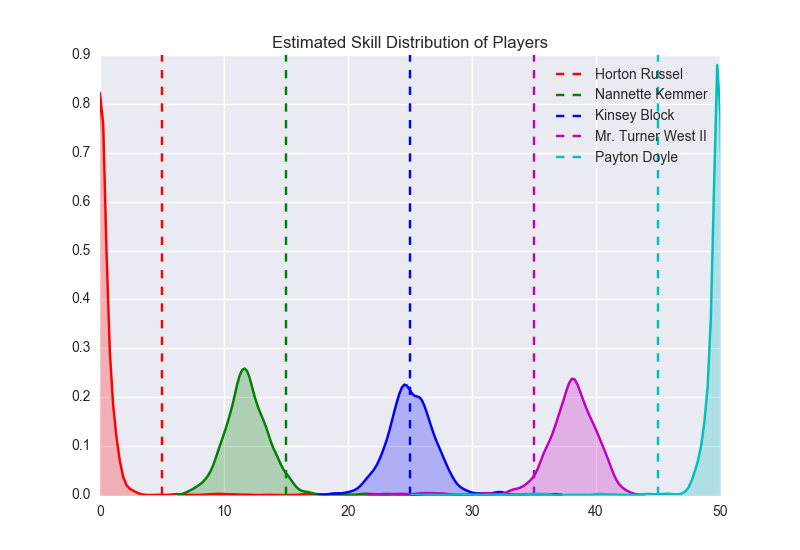 Estimated Skill Distribution of Players
0.9
0.8
0.7
0.6
0.5
0.4
0.3
0.2
0.1
0.0
0 10 20 30 40 50
Horton Russel
Nannette Kemmer
Kinsey Block
Mr. Turner West II
Payton Doyle